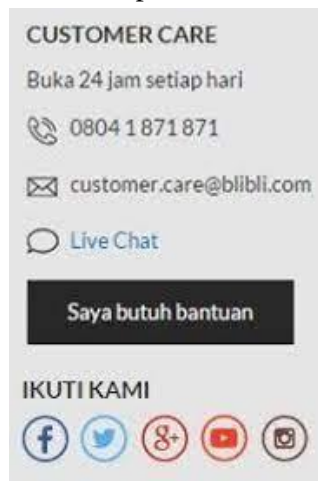 CUSTOMER CARE
Buka 24 jam setiap hari
0804 1 871 871
customer.care@blibli.com
Live Chat
Saya butuh bantuan
IKUTI KAMI
f
8+